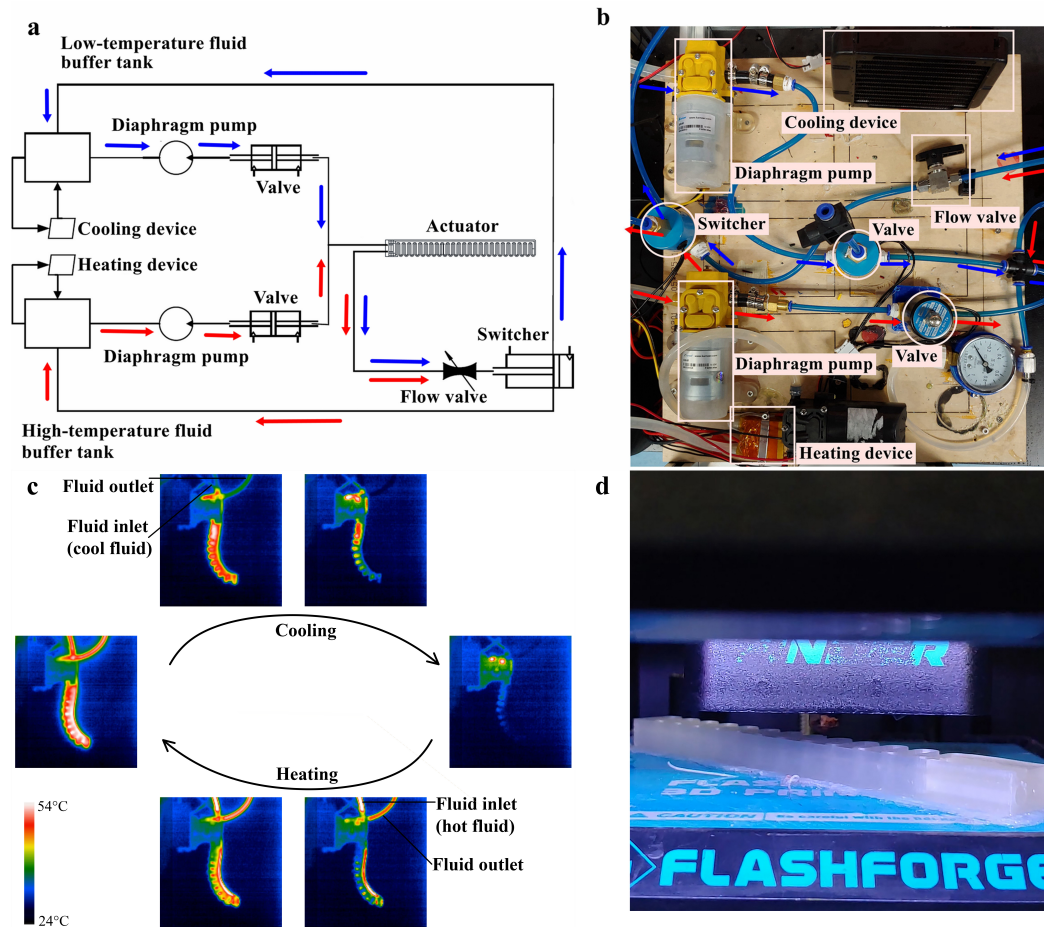 a
Low-temperature fluid
buffer tank
Diaphragm pump
Valve
Cooling device
Heating device
Actuator
Valve
Diaphragm pump
Switcher
Flow valve
High-temperature fluid
buffer tank
b
Cooling device
Diaphragm pump
Flow valve
Switcher
Valve
Diaphragm pump
Valve
Heating device
c
Fluid outlet
Fluid inlet
(cool fluid)
Cooling
Heating
54°C
24°C
Fluid inlet
(hot fluid)
Fluid outlet
d
FLASHFORGE